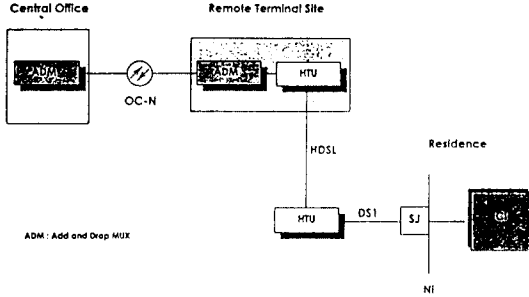 Central Office
Remote Terminal Site
ADM
ADM
HTU
OC-N
HDSL
Residence
HTU
DS1
SJ
ADM : Add and Drop MUX
NI